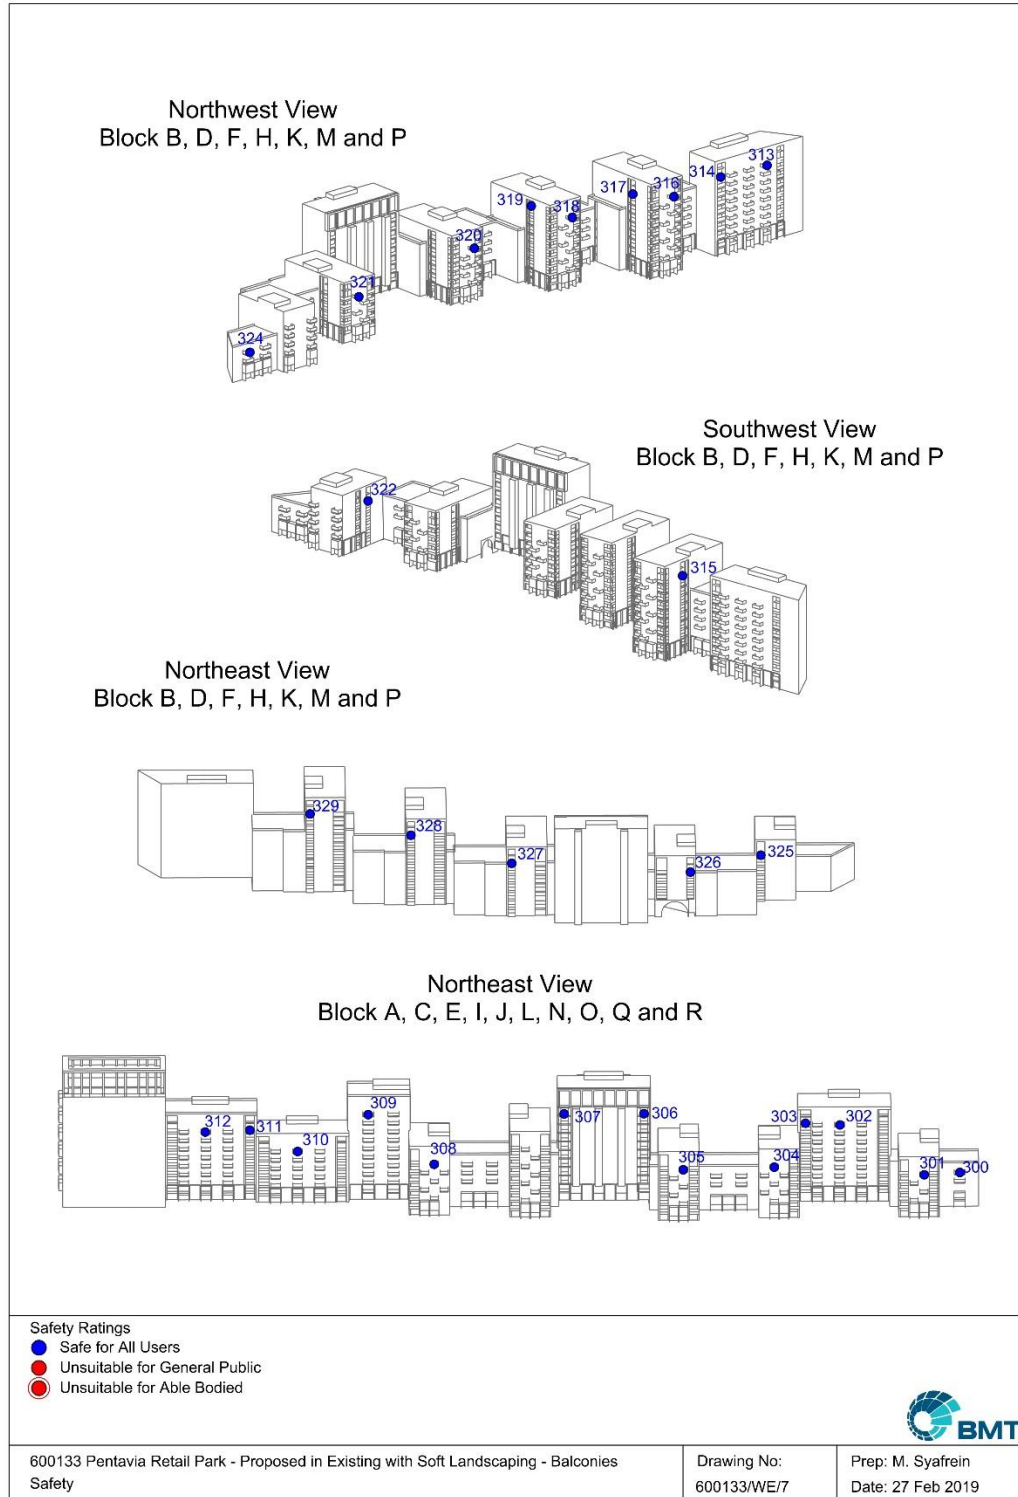 Northwest View
Block B, D, F, H, K, M and P
313
314
316
317
319
318
320
321
324
Southwest View
Block B, D, F, H, K, M and P
322
315
Northeast View
Block B, D, F, H, K, M and P
329
328
327
326
325
Northeast View
Block A, C, E, I, J, L, N, O, Q and R
312
311
310
309
308
307
306
305
304
303
302
301
300
Safety Ratings
Safe for All Users
Unsuitable for General Public
Unsuitable for Able Bodied
BMT
600133 Pentavia Retail Park - Proposed in Existing with Soft Landscaping - Balconies
Safety
Drawing No:
600133/WE/7
Prep: M. Syafrein
Date: 27 Feb 2019